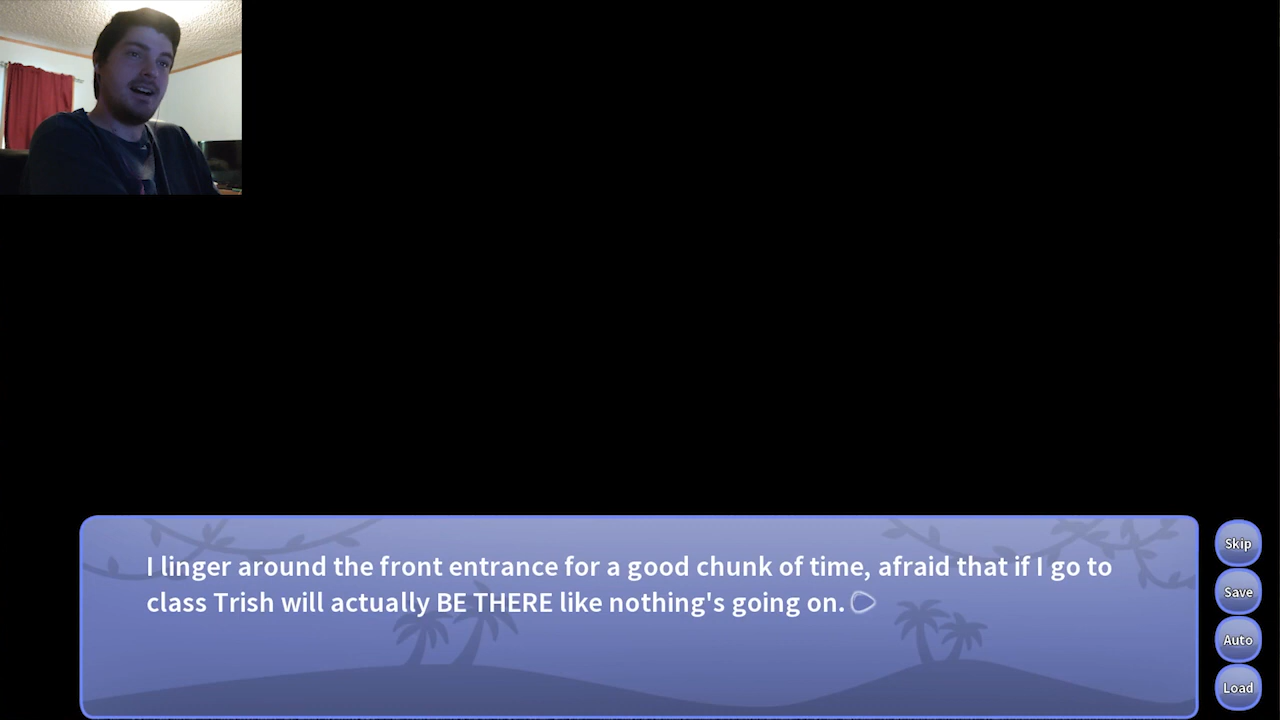 I linger around the front entrance for a good chunk of time, afraid that if I go to
class Trish will actually BE THERE like nothing's going on.
Skip
Save
Auto
Load